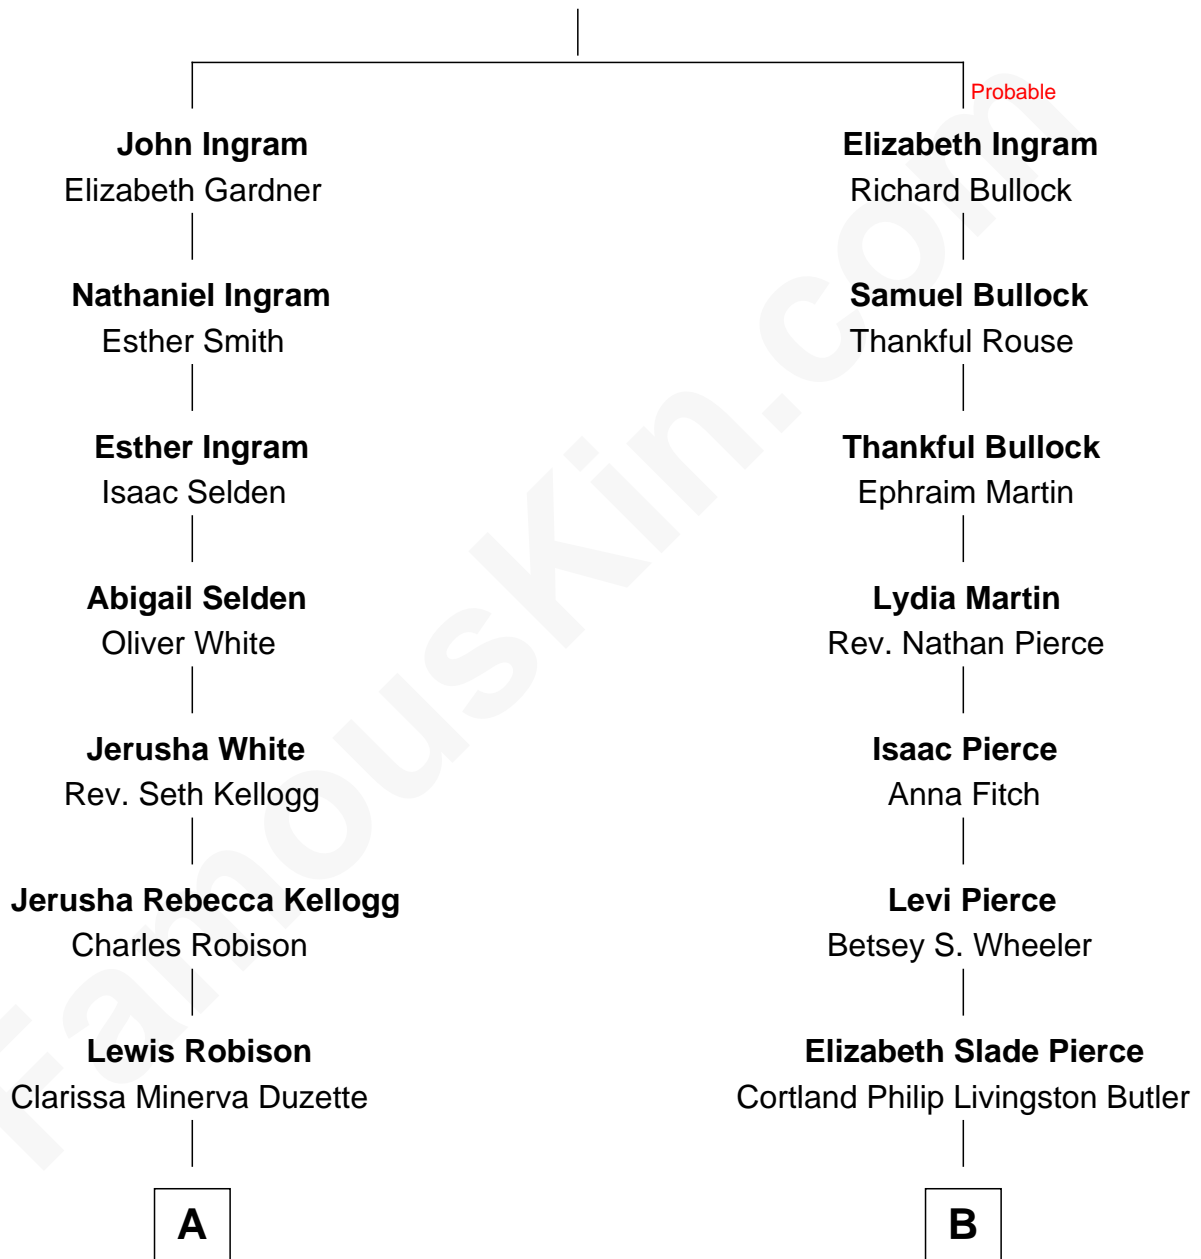 Probable
John Ingram
Elizabeth Gardner
Elizabeth Ingram
Richard Bullock
Nathaniel Ingram
Esther Smith
Samuel Bullock
Thankful Rouse
Esther Ingram
Isaac Selden
Thankful Bullock
Ephraim Martin
Abigail Selden
Oliver White
Lydia Martin
Rev. Nathan Pierce
Jerusha White
Rev. Seth Kellogg
Isaac Pierce
Anna Fitch
Jerusha Rebecca Kellogg
Charles Robison
Levi Pierce
Betsey S. Wheeler
Lewis Robison
Clarissa Minerva Duzette
Elizabeth Slade Pierce
Cortland Philip Livingston Butler
A
B
FamousKin.com